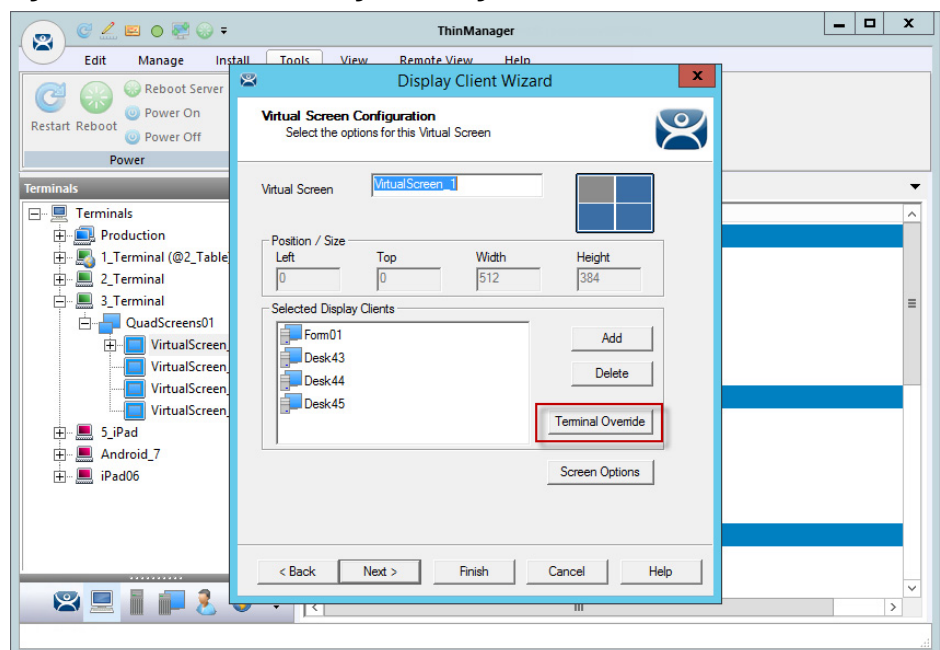 ThinManager
Edit Manage Install Tools View Remote View Help
Restart Reboot
Reboot Server
Power On
Power Off
Power
Display Client Wizard
X
Virtual Screen Configuration
Select the options for this Virtual Screen
Virtual Screen VirtualScreen_1
Position / Size
Left Top Width Height
0 0 512 384
Selected Display Clients
Form01
Desk43
Desk44
Desk45
Add
Delete
Terminal Override
Screen Options
< Back Next > Finish Cancel Help
Terminals
Terminals
Production
1_Terminal (@2_Table
2_Terminal
3_Terminal
QuadScreens01
VirtualScreen_
VirtualScreen_
VirtualScreen_
VirtualScreen_
5_iPad
Android_7
iPad06